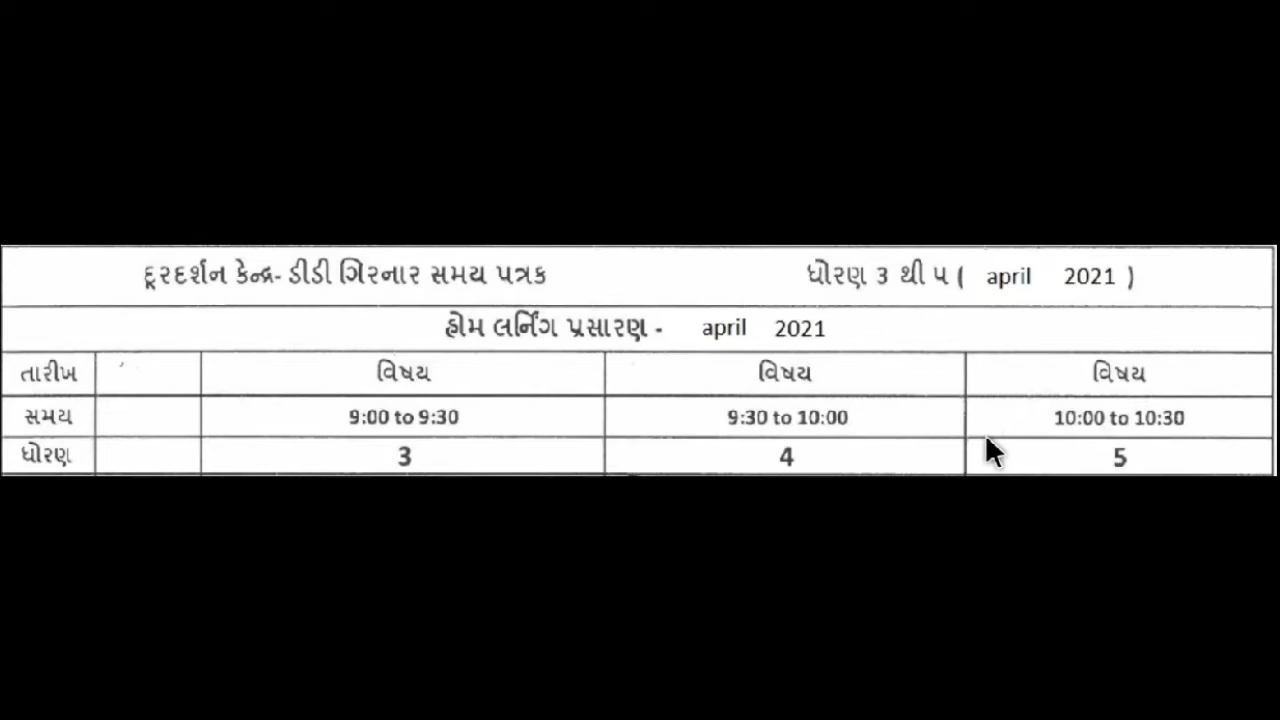 દૂરદર્શન કેન્દ્ર- ડીડી ગિરનાર સમય પત્રક ધોરણ 3 થી ૫ ( april 2021 )
હોમ લર્નિંગ પ્રસારણ - april 2021
તારીખ વિષય વિષય વિષય
સમય 9:00 to 9:30 9:30 to 10:00 10:00 to 10:30
ધોરણ 3 4 5